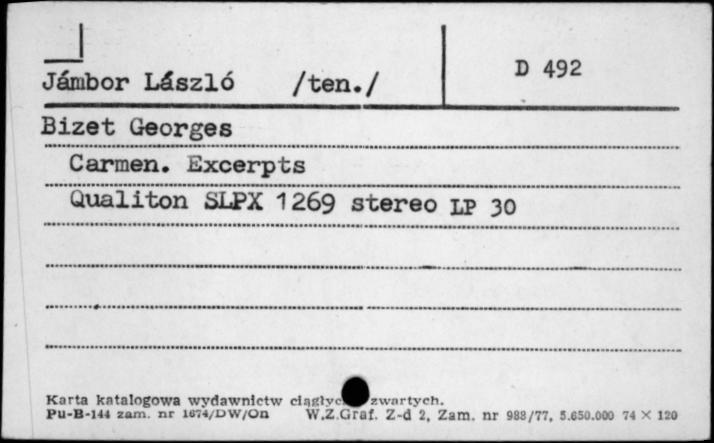 Jámbor László /ten./ D 492
Bizet Georges
Carmen. Excerpts
Qualiton SLPX 1269 stereo LP 30
Karta katalogowa wydawnictw zwartych.
Pu-B-144 zam. nr 1674/DW/On W.Z.Graf. Z-d 2, Zam. nr 988/77, 5.650.000 74 × 120